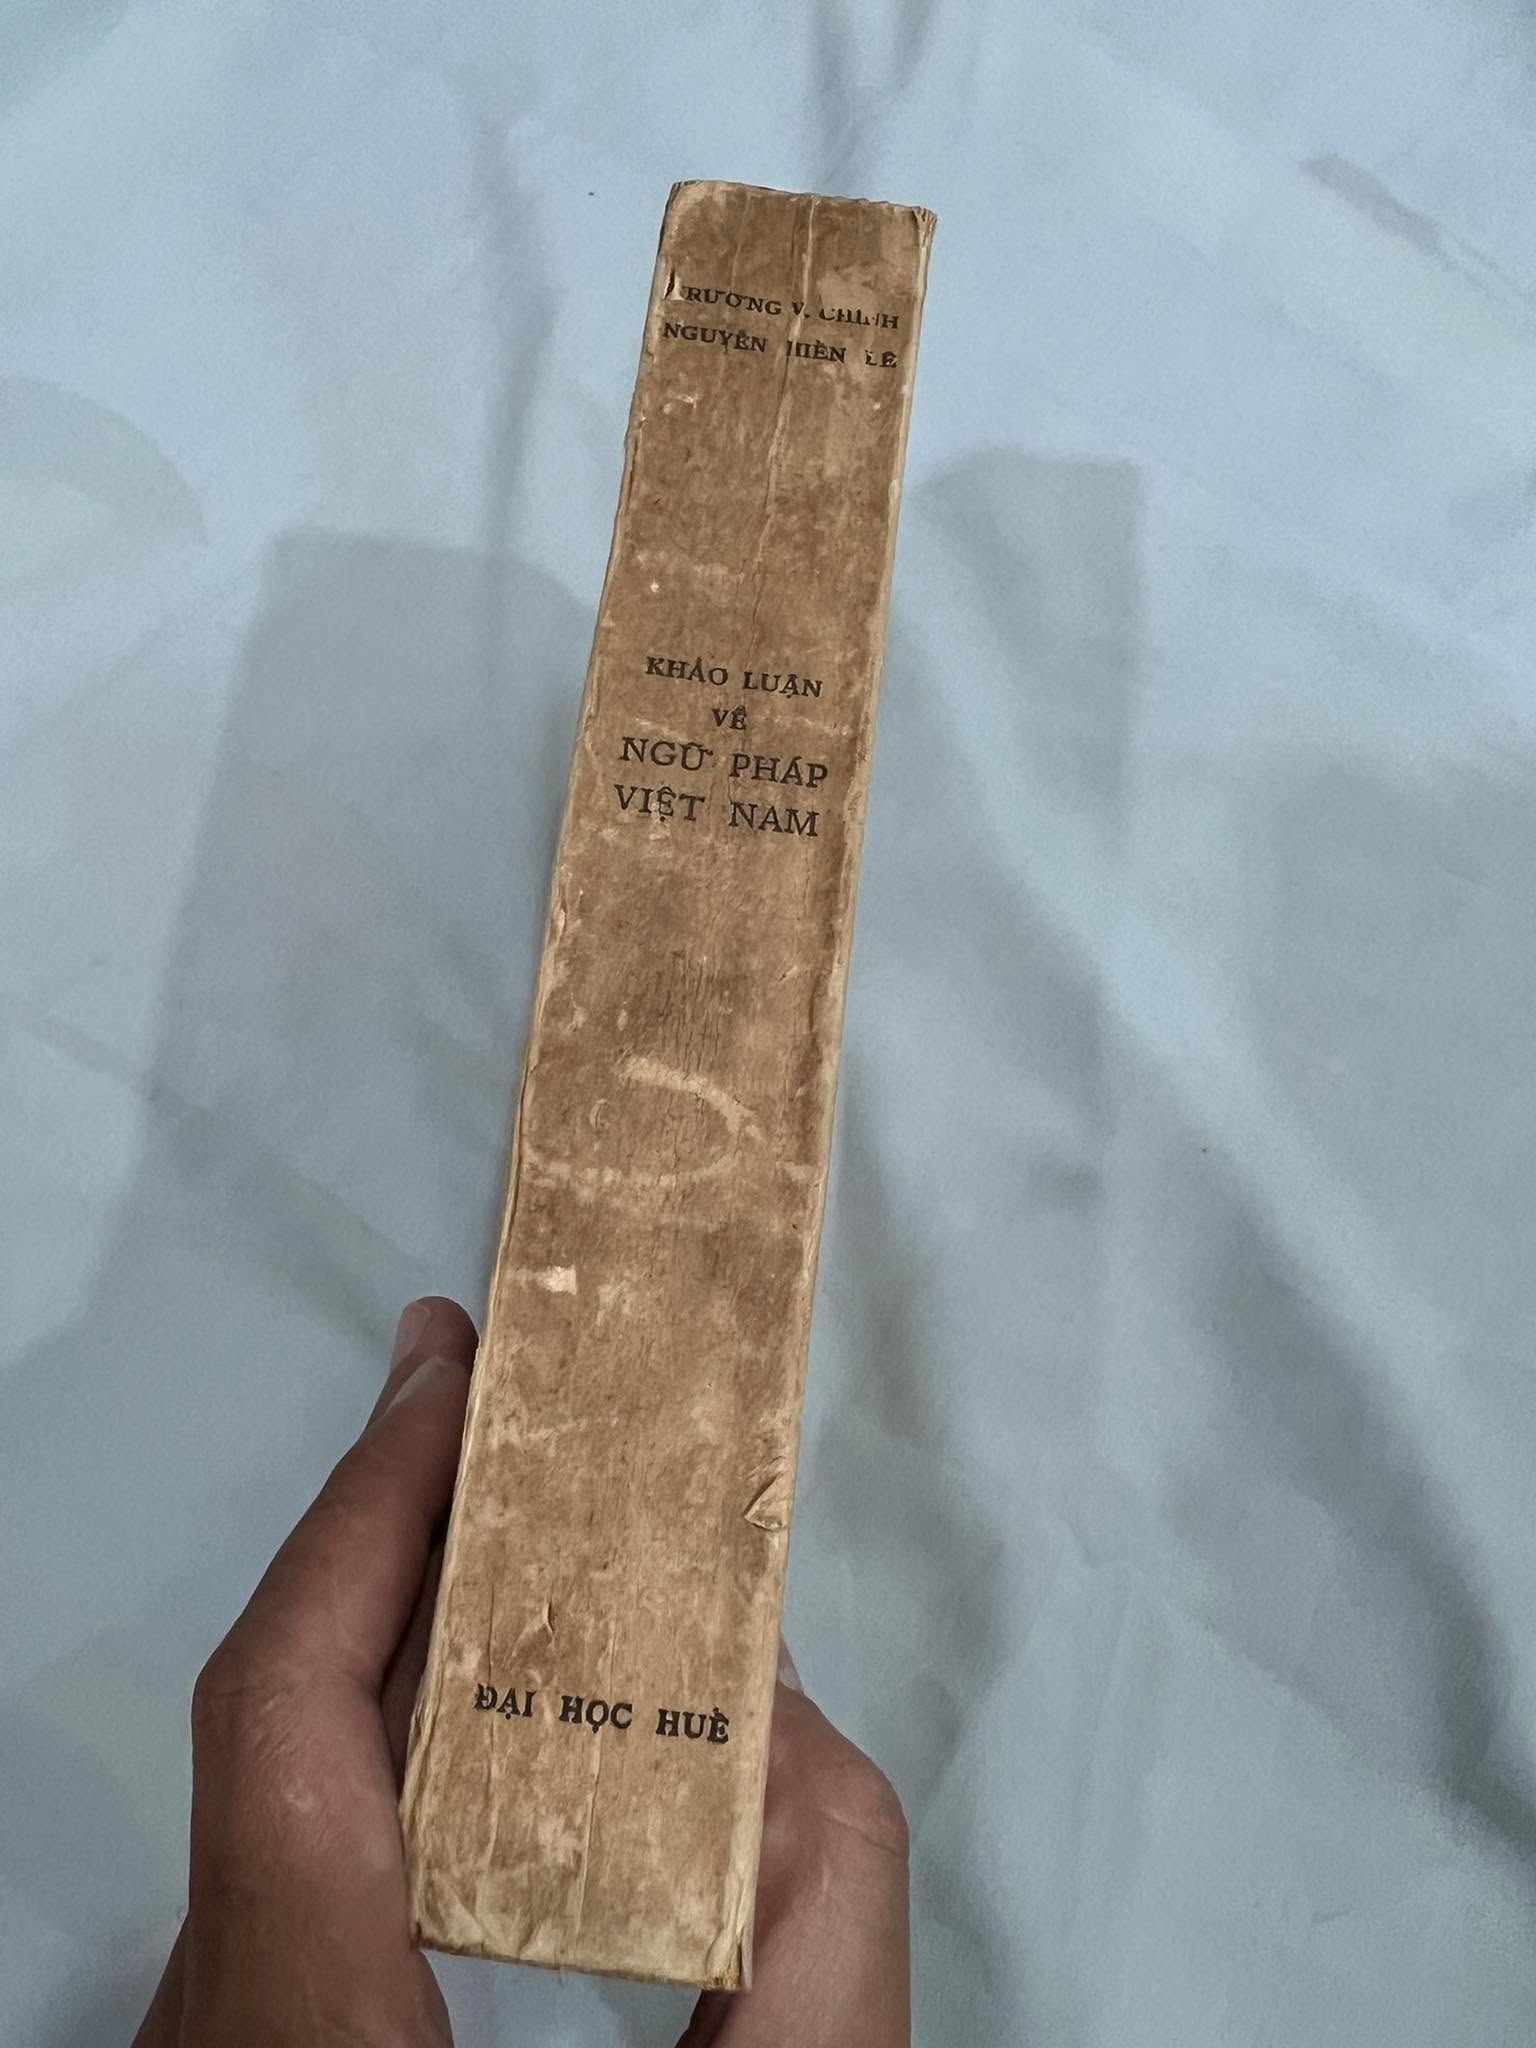 TRƯƠNG V. CHÌNH
NGUYỄN HIẾN LÊ
KHẢO LUẬN
VỀ
NGỮ PHÁP
VIỆT NAM
ĐẠI HỌC HUẾ